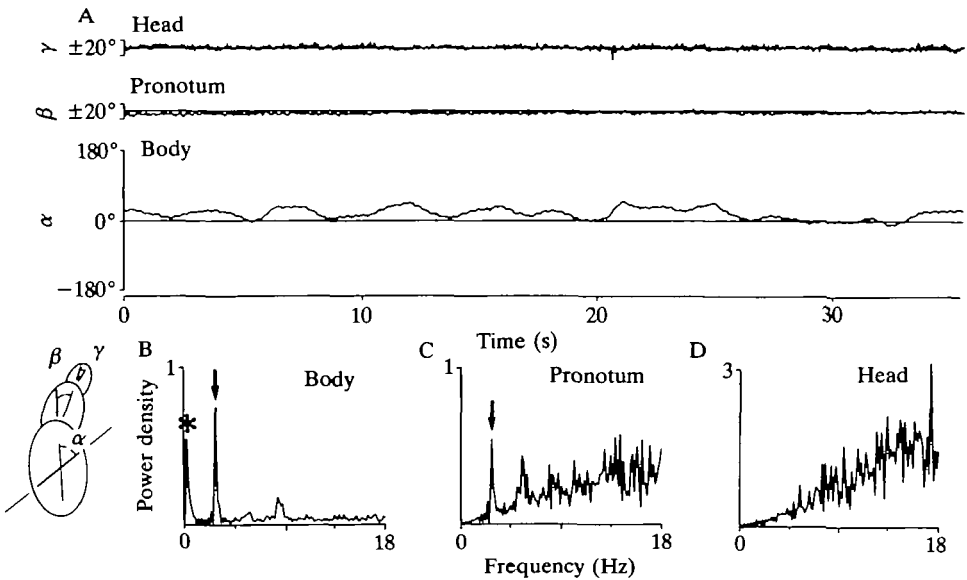 A
Head
γ ±20°
Pronotum
β ±20°
180°
Body
α 0°
−180°
0 10 20 30
Time (s)
β γ
α
B
1
Body
*
Power density
0 18
C
1
Pronotum
0 18
Frequency (Hz)
D
3
Head
0 18